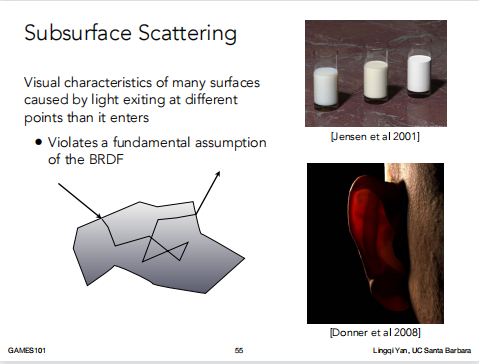 Subsurface Scattering
Visual characteristics of many surfaces
caused by light exiting at different
points than it enters
• Violates a fundamental assumption
of the BRDF
[Jensen et al 2001]
[Donner et al 2008]
GAMES101
55
Lingqi Yan, UC Santa Barbara